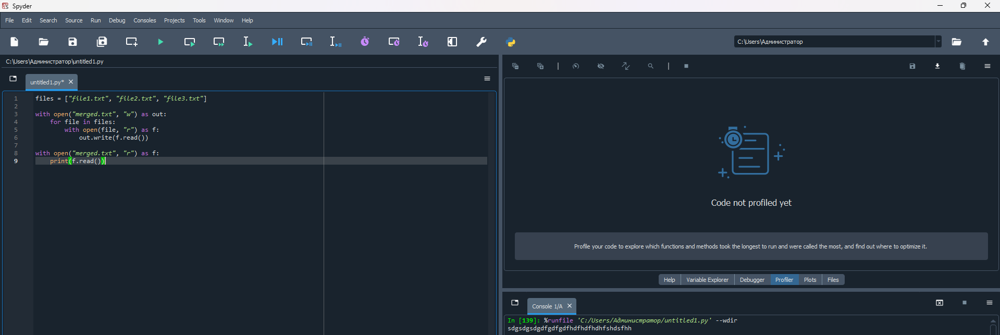 Spyder
File Edit Search Source Run Debug Consoles Projects Tools Window Help
C:\Users\Администратор
C:\Users\Администратор\untitled1.py
untitled1.py*
1 files = ["file1.txt", "file2.txt", "file3.txt"]
2
3 with open("merged.txt", "w") as out:
4     for file in files:
5         with open(file, "r") as f:
6             out.write(f.read())
7
8 with open("merged.txt", "r") as f:
9     print(f.read())
Code not profiled yet
Profile your code to explore which functions and methods took the longest to run and were called the most, and find out where to optimize it.
Help Variable Explorer Debugger Profiler Plots Files
Console 1/A
In [139]: %runfile 'C:/Users/Администратор/untitled1.py' --wdir
sdgsdgsdgdfgdfgdfhdfhdfhdhfshdsfhh